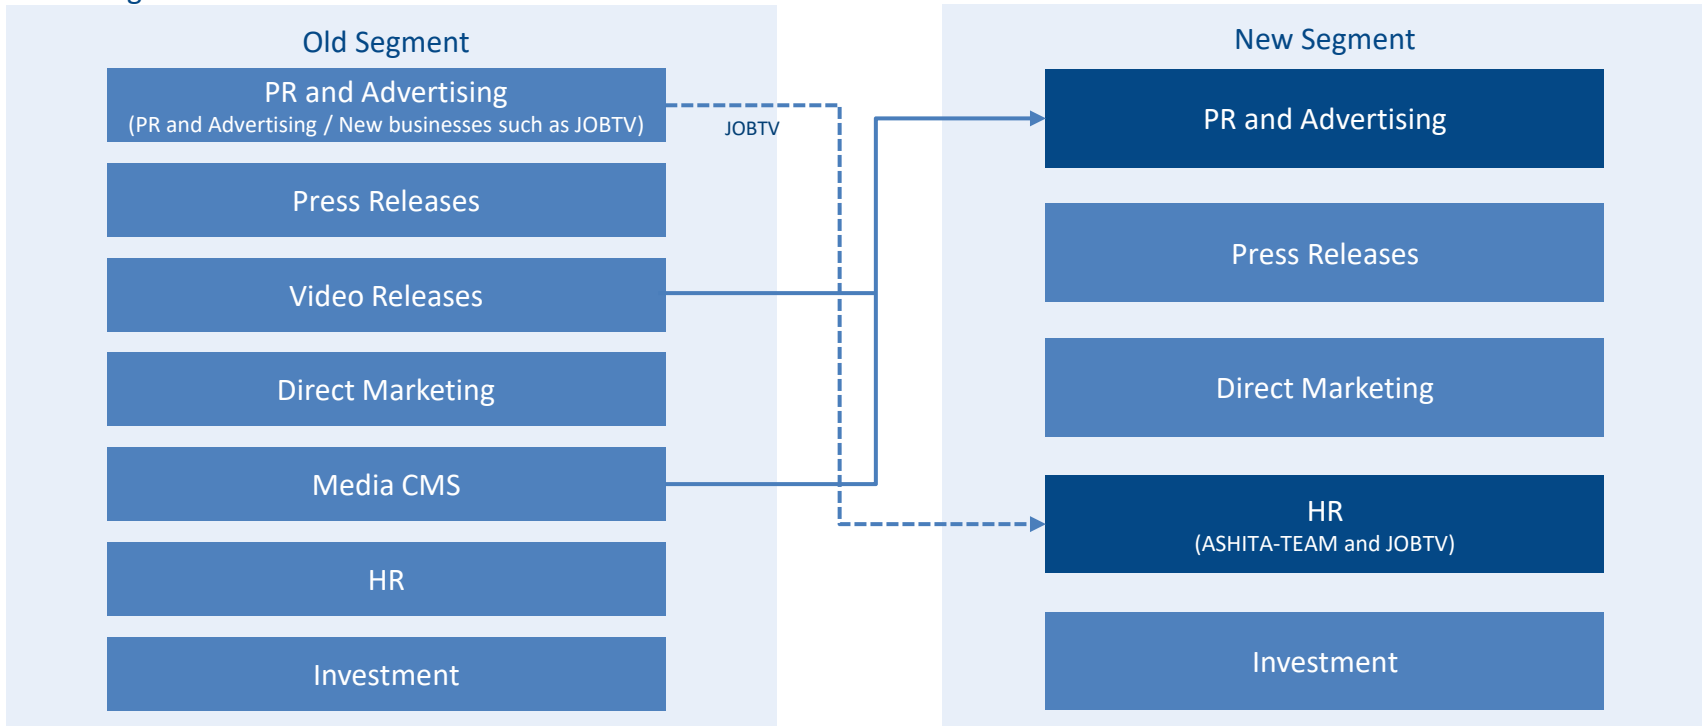 Old Segment
PR and Advertising
(PR and Advertising / New businesses such as JOBTV)
Press Releases
Video Releases
Direct Marketing
Media CMS
HR
Investment
JOBTV
New Segment
PR and Advertising
Press Releases
Direct Marketing
HR
(ASHITA-TEAM and JOBTV)
Investment